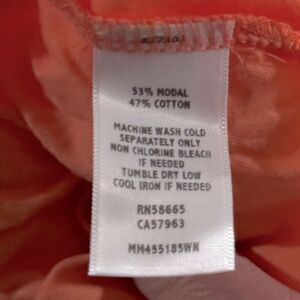 53% MODAL
47% COTTON
MACHINE WASH COLD
SEPARATELY ONLY
NON CHLORINE BLEACH
IF NEEDED
TUMBLE DRY LOW
COOL IRON IF NEEDED
RN58665
CA57963
MH455185WN